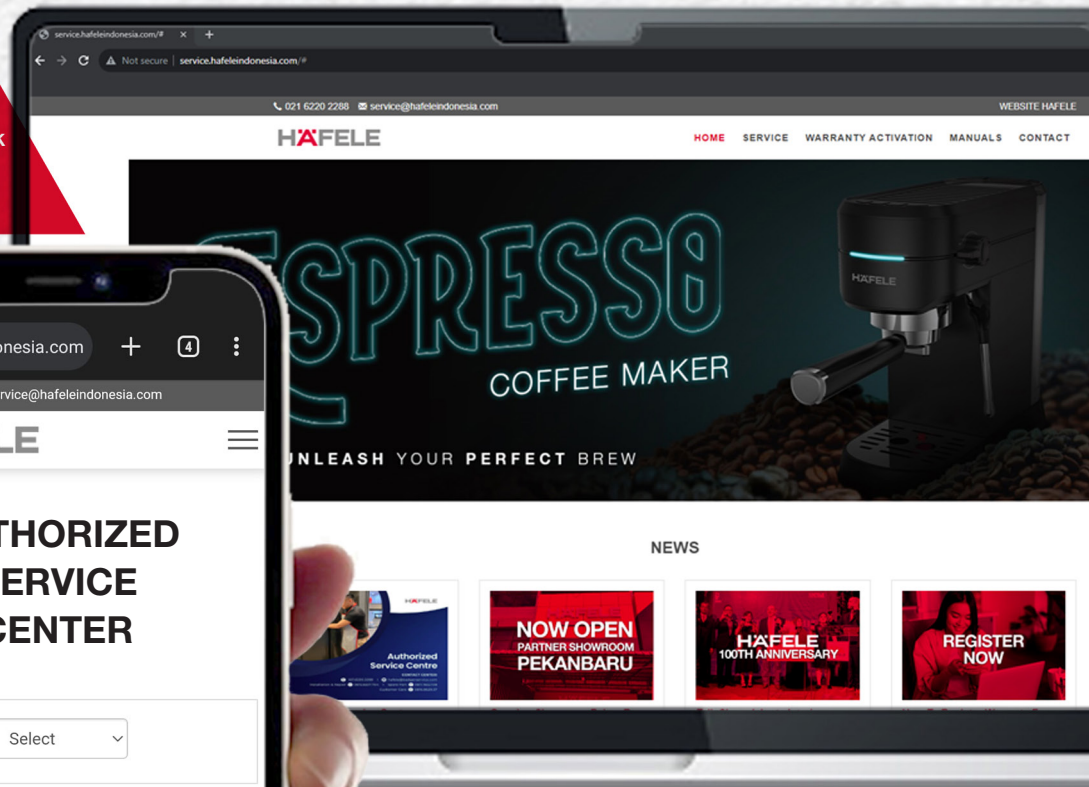 service.hafeleindonesia.com/#
Not secure | service.hafeleindonesia.com/#
021 6220 2288 service@hafeleindonesia.com
WEBSITE HAFELE
HÄFELE
HOME SERVICE WARRANTY ACTIVATION MANUALS CONTACT
ESPRESSO
COFFEE MAKER
HÄFELE
UNLEASH YOUR PERFECT BREW
NEWS
HÄFELE
Authorized
Service Centre
NOW OPEN
PARTNER SHOWROOM
PEKANBARU
HÄFELE
100TH ANNIVERSARY
REGISTER
NOW
onesia.com
4
rvice@hafeleindonesia.com
LE
THORIZED
ERVICE
CENTER
Select